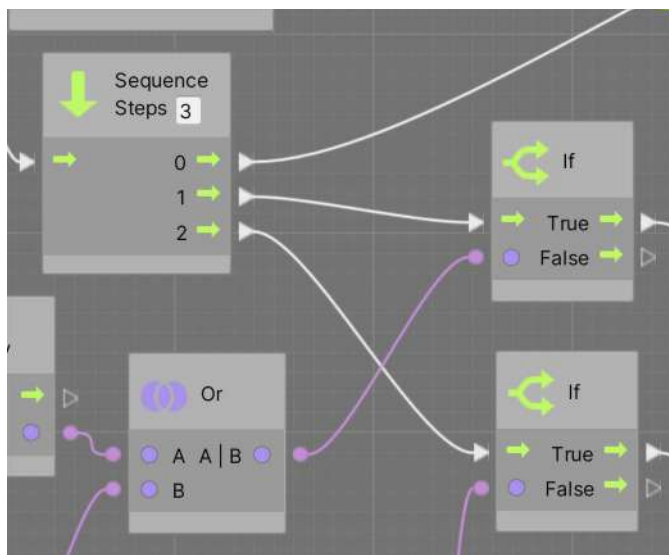 Sequence
Steps 3
0
1
2
If
True
False
Or
A A|B
B
If
True
False